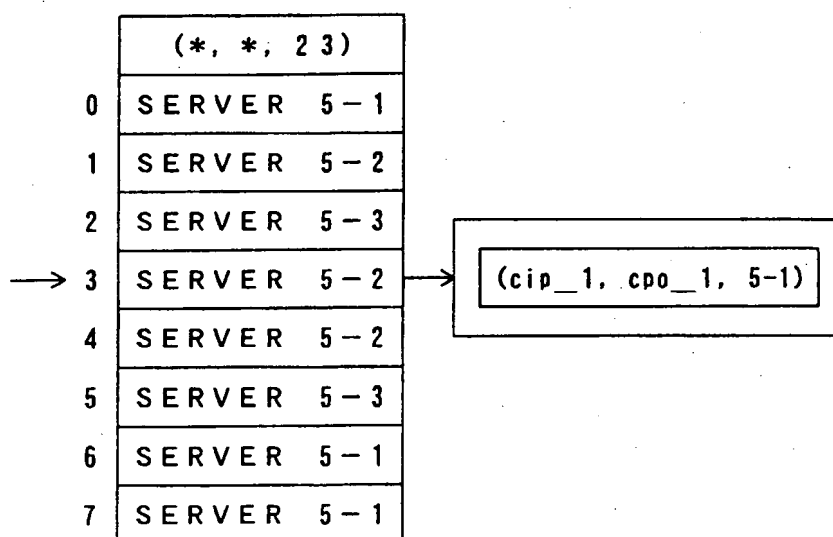 (*, *, 23)
0 SERVER 5-1
1 SERVER 5-2
2 SERVER 5-3
3 SERVER 5-2
(cip_1, cpo_1, 5-1)
4 SERVER 5-2
5 SERVER 5-3
6 SERVER 5-1
7 SERVER 5-1